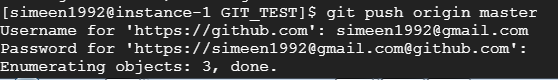 [simeen1992@instance-1 GIT_TEST]$ git push origin master
Username for 'https://github.com': simeen1992@gmail.com
Password for 'https://simeen1992@gmail.com@github.com':
Enumerating objects: 3, done.